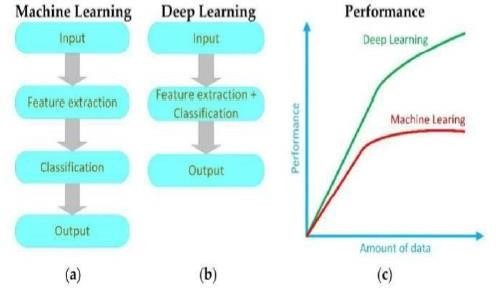 Machine Learning
Input
Feature extraction
Classification
Output
(a)
Deep Learning
Input
Feature extraction +
Classification
Output
(b)
Performance
Deep Learning
Machine Learing
Performance
Amount of data
(c)